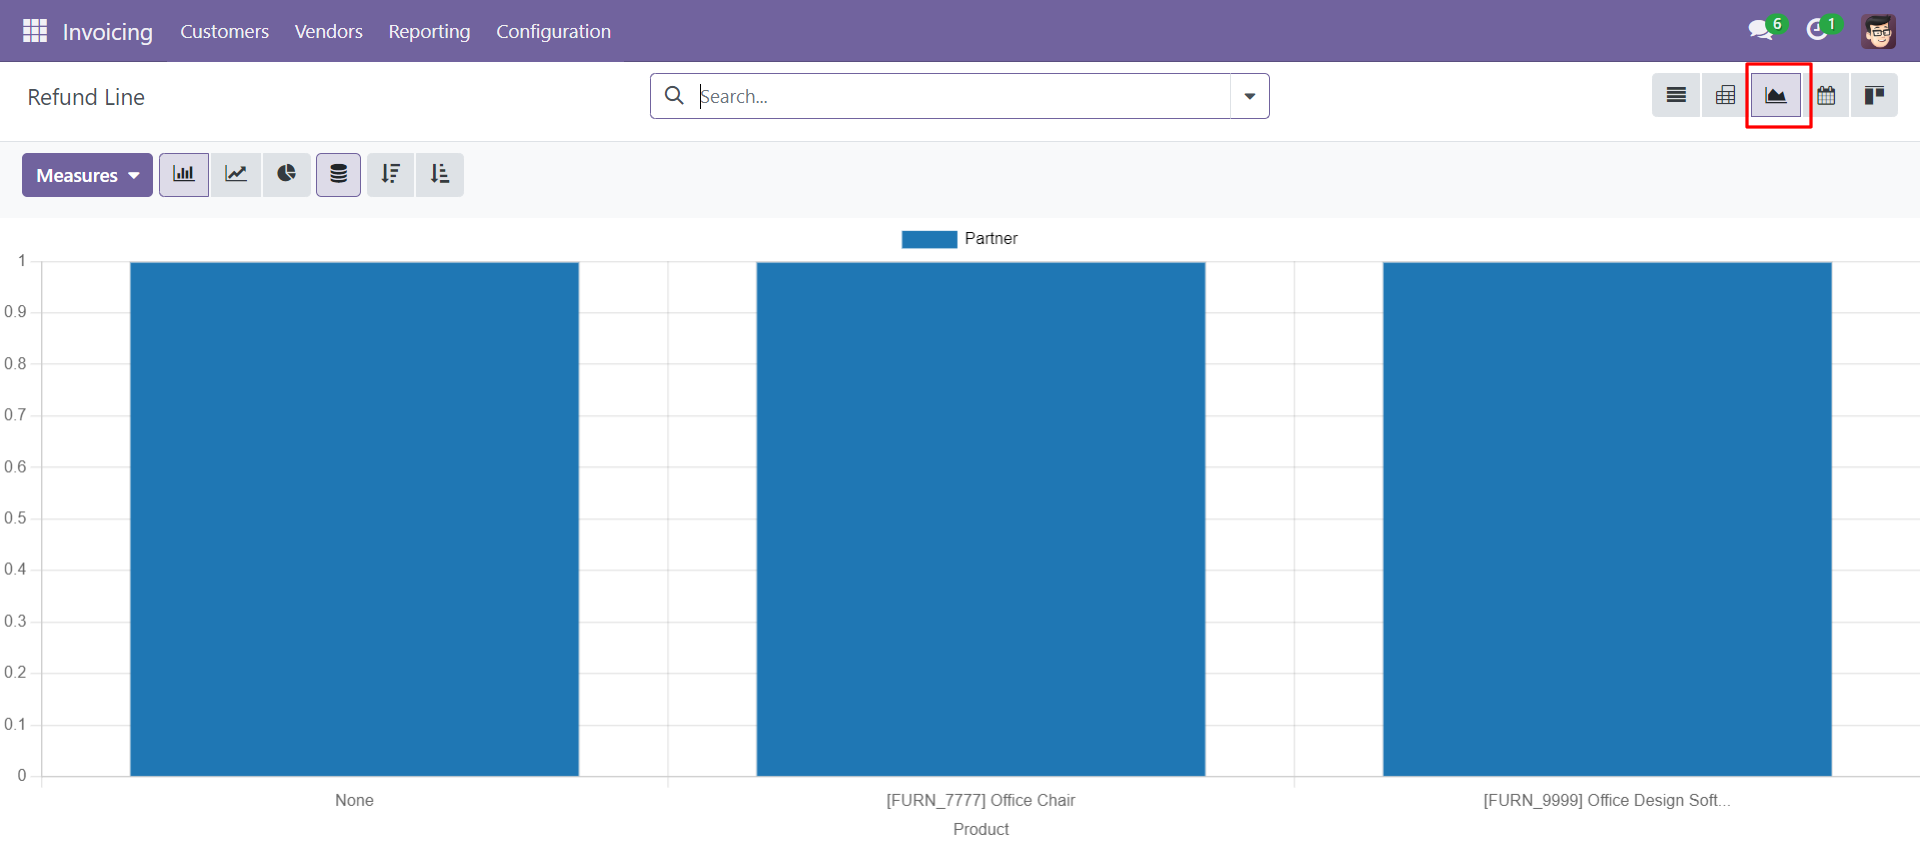 Invoicing Customers Vendors Reporting Configuration 6 1
Refund Line
Search...
Measures
Partner
1
0.9
0.8
0.7
0.6
0.5
0.4
0.3
0.2
0.1
0
None [FURN_7777] Office Chair [FURN_9999] Office Design Soft...
Product